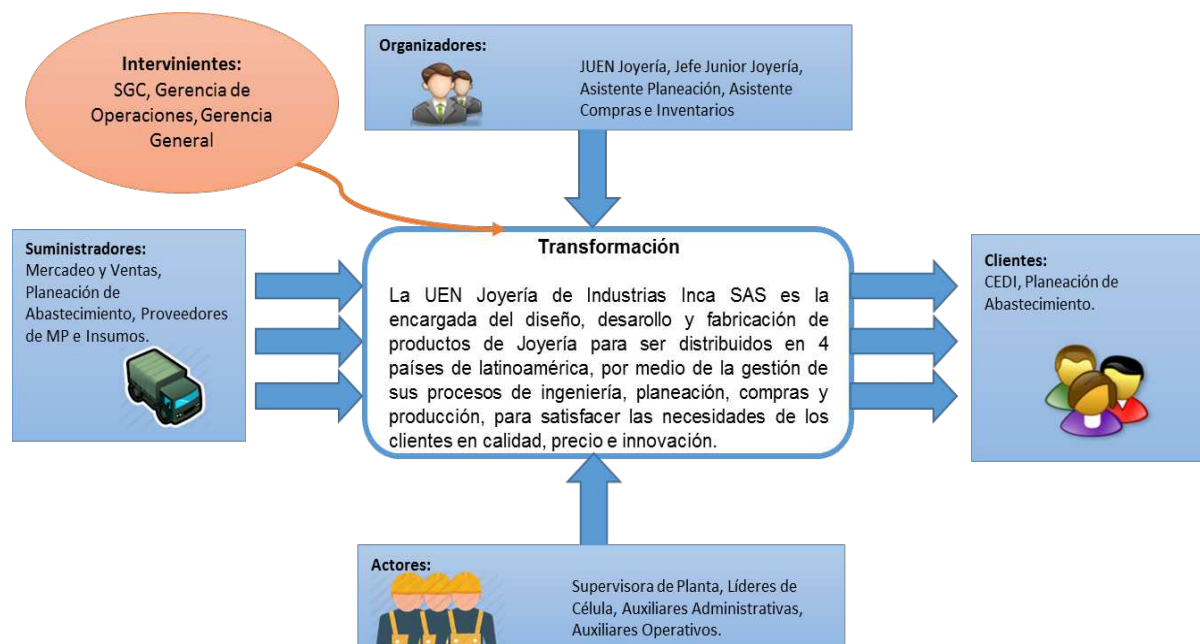 Intervinientes:
SGC, Gerencia de
Operaciones, Gerencia
General
Organizadores:
JUEN Joyería, Jefe Junior Joyería,
Asistente Planeación, Asistente
Compras e Inventarios
Suministradores:
Mercadeo y Ventas,
Planeación de
Abastecimiento, Proveedores
de MP e Insumos.
Transformación
La UEN Joyería de Industrias Inca SAS es la
encargada del diseño, desarollo y fabricación de
productos de Joyería para ser distribuidos en 4
países de latinoamérica, por medio de la gestión de
sus procesos de ingeniería, planeación, compras y
producción, para satisfacer las necesidades de los
clientes en calidad, precio e innovación.
Clientes:
CEDI, Planeación de
Abastecimiento.
Actores:
Supervisora de Planta, Líderes de
Célula, Auxiliares Administrativas,
Auxiliares Operativos.